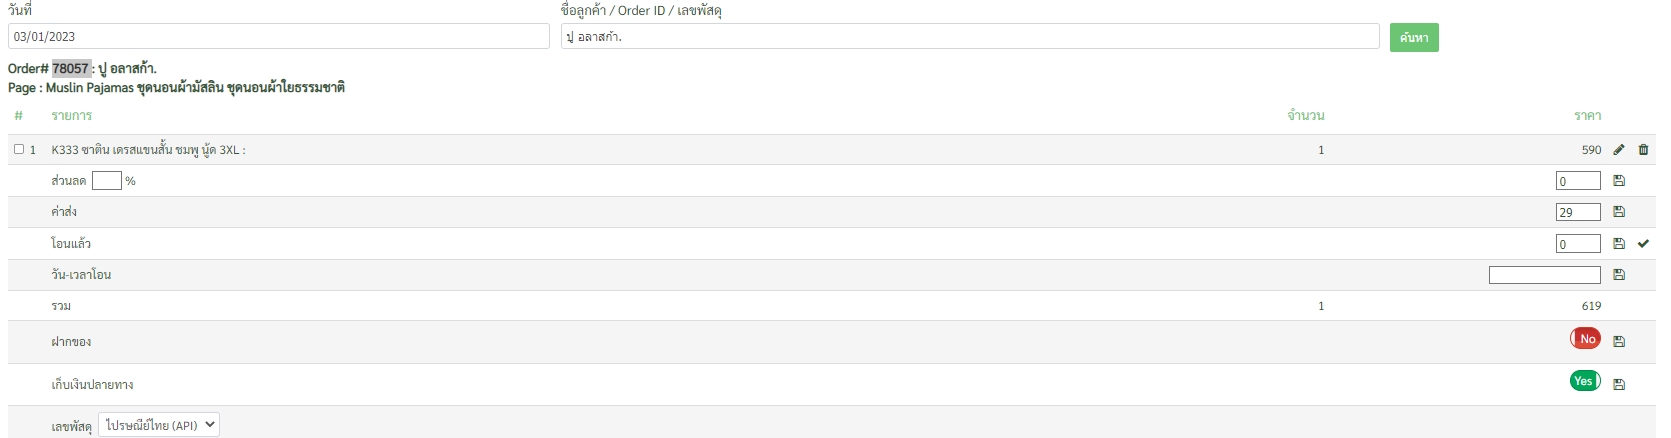 วันที่ ชื่อลูกค้า / Order ID / เลขพัสดุ
03/01/2023 ปู อลาสก้า. ค้นหา
Order# 78057 : ปู อลาสก้า.
Page : Muslin Pajamas ชุดนอนผ้ามัสลิน ชุดนอนผ้าใยธรรมชาติ
# รายการ จำนวน ราคา
1 K333 ซาติน เดรสแขนสั้น ชมพู นู้ด 3XL : 1 590
ส่วนลด % 0
ค่าส่ง 29
โอนแล้ว 0
วัน-เวลาโอน
รวม 1 619
ฝากของ No
เก็บเงินปลายทาง Yes
เลขพัสดุ ไปรษณีย์ไทย (API)